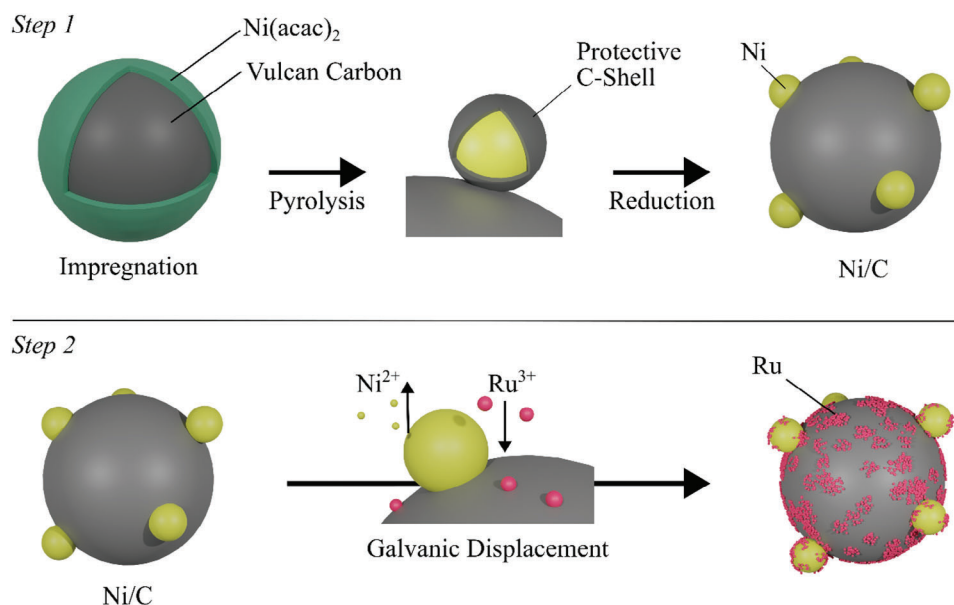 Step 1
Ni(acac)₂
Vulcan Carbon
Impregnation
Pyrolysis
Protective
C-Shell
Reduction
Ni
Ni/C
Step 2
Ni/C
Ni²⁺
Ru³⁺
Galvanic Displacement
Ru